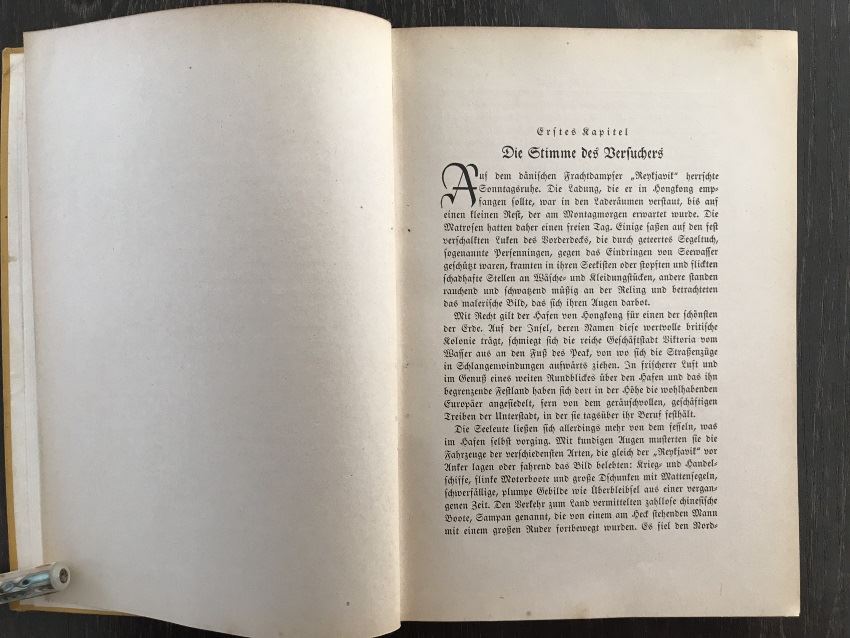 Erstes Kapitel
Die Stimme des Versuchers
Auf dem dänischen Frachtdampfer „Reykjavik“ herrschte
Sonntagsruhe. Die Ladung, die er in Hongkong emp-
fangen sollte, war in den Laderäumen verstaut, bis auf
einen kleinen Rest, der am Montagmorgen erwartet wurde. Die
Matrosen hatten daher einen freien Tag. Einige saßen auf den fest
verschalkten Luken des Vorderdecks, die durch geteertes Segeltuch,
sogenannte Persenningen, gegen das Eindringen von Seewasser
geschützt waren, kramten in ihren Seekisten oder stopften und flickten
schadhafte Stellen an Wäsche- und Kleidungstücken, andere standen
rauchend und schwatzend müßig an der Reling und betrachteten
das malerische Bild, das sich ihren Augen darbot.
Mit Recht gilt der Hafen von Hongkong für einen der schönsten
der Erde. Auf der Insel, deren Namen diese wertvolle britische
Kolonie trägt, schmiegt sich die reiche Geschäftstadt Viktoria vom
Wasser aus an den Fuß des Peak, von wo sich die Straßenzüge
in Schlangenwindungen aufwärts ziehen. In frischerer Luft und
im Genuß eines weiten Rundblickes über den Hafen und das ihn
begrenzende Festland haben sich dort in der Höhe die wohlhabenden
Europäer angesiedelt, fern von dem geräuschvollen, geschäftigen
Treiben der Unterstadt, in der sie tagsüber ihr Beruf festhält.
Die Seeleute ließen sich allerdings mehr von dem fesseln, was
im Hafen selbst vorging. Mit kundigen Augen musterten sie die
Fahrzeuge der verschiedensten Arten, die gleich der „Reykjavik“ vor
Anker lagen oder fahrend das Bild belebten: Krieg- und Handel-
schiffe, flinke Motorboote und große Dschunken mit Mattensegeln,
schwerfällige, plumpe Gebilde wie Überbleibsel aus einer vergan-
genen Zeit. Den Verkehr zum Land vermittelten zahllose chinesische
Boote, Sampan genannt, die von einem am Heck stehenden Mann
mit einem großen Ruder fortbewegt wurden. Es fiel den Nord-